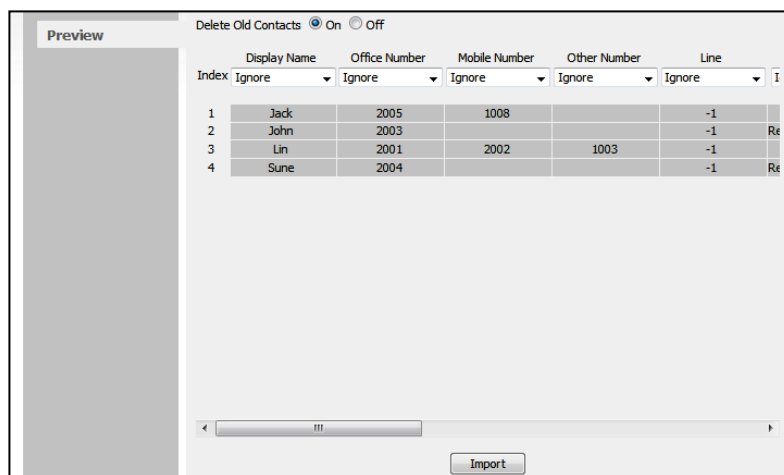 Delete Old Contacts On Off
Preview
Display Name Office Number Mobile Number Other Number Line
Index Ignore Ignore Ignore Ignore Ignore I
1 Jack 2005 1008 -1
2 John 2003 -1 Re
3 Lin 2001 2002 1003 -1
4 Sune 2004 -1 Re
Import